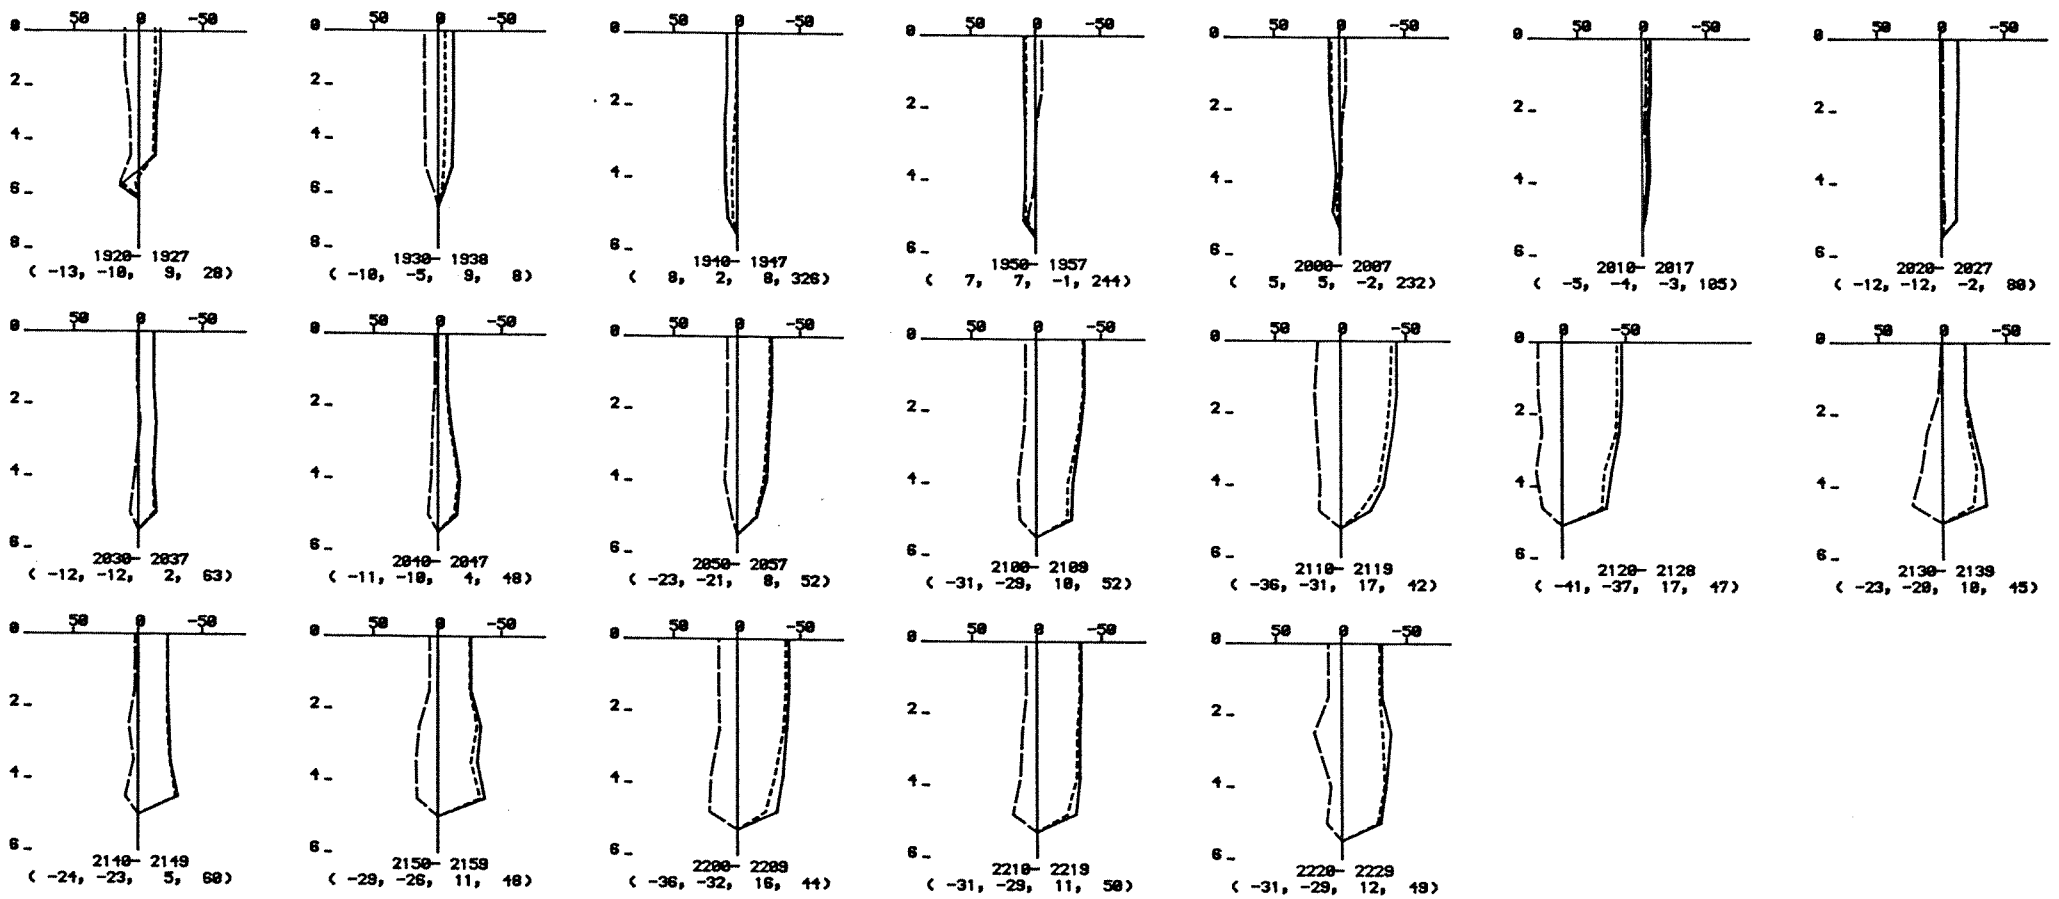 50 0 -50 50 0 -50 50 0 -50 50 0 -50 50 0 -50 50 0 -50 50 0 -50
0 0 0 0 0 0 0
2 2 2 2 2 2 2
4 4 4 4 4 4 4
6 6 6 6 6 6 6
8 8
1920- 1927 1930- 1938 1940- 1947 1950- 1957 2000- 2007 2010- 2017 2020- 2027
( -13, -10, 9, 28) ( -10, -5, 9, 8) ( 8, 2, 8, 326) ( 7, 7, -1, 244) ( 5, 5, -2, 232) ( -5, -4, -3, 105) ( -12, -12, -2, 80)
50 0 -50 50 0 -50 50 0 -50 50 0 -50 50 0 -50 0 -50 50 0 -50
0 0 0 0 0 0 0
2 2 2 2 2 2 2
4 4 4 4 4 4 4
6 6 6 6 6 6 6
2030- 2037 2040- 2047 2050- 2057 2100- 2109 2110- 2119 2120- 2128 2130- 2139
( -12, -12, 2, 63) ( -11, -10, 4, 48) ( -23, -21, 8, 52) ( -31, -29, 10, 52) ( -36, -31, 17, 42) ( -41, -37, 17, 47) ( -23, -20, 10, 45)
50 0 -50 50 0 -50 50 0 -50 50 0 -50 50 0 -50
0 0 0 0 0
2 2 2 2 2
4 4 4 4 4
6 6 6 6 6
2140- 2149 2150- 2159 2200- 2209 2210- 2219 2220- 2229
( -24, -23, 5, 60) ( -29, -26, 11, 48) ( -36, -32, 16, 44) ( -31, -29, 11, 50) ( -31, -29, 12, 49)